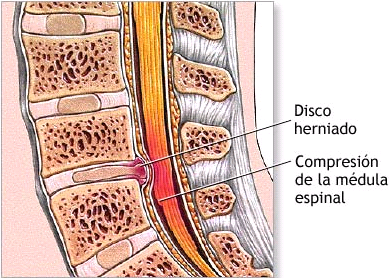 Disco
herniado
Compresión
de la médula
espinal